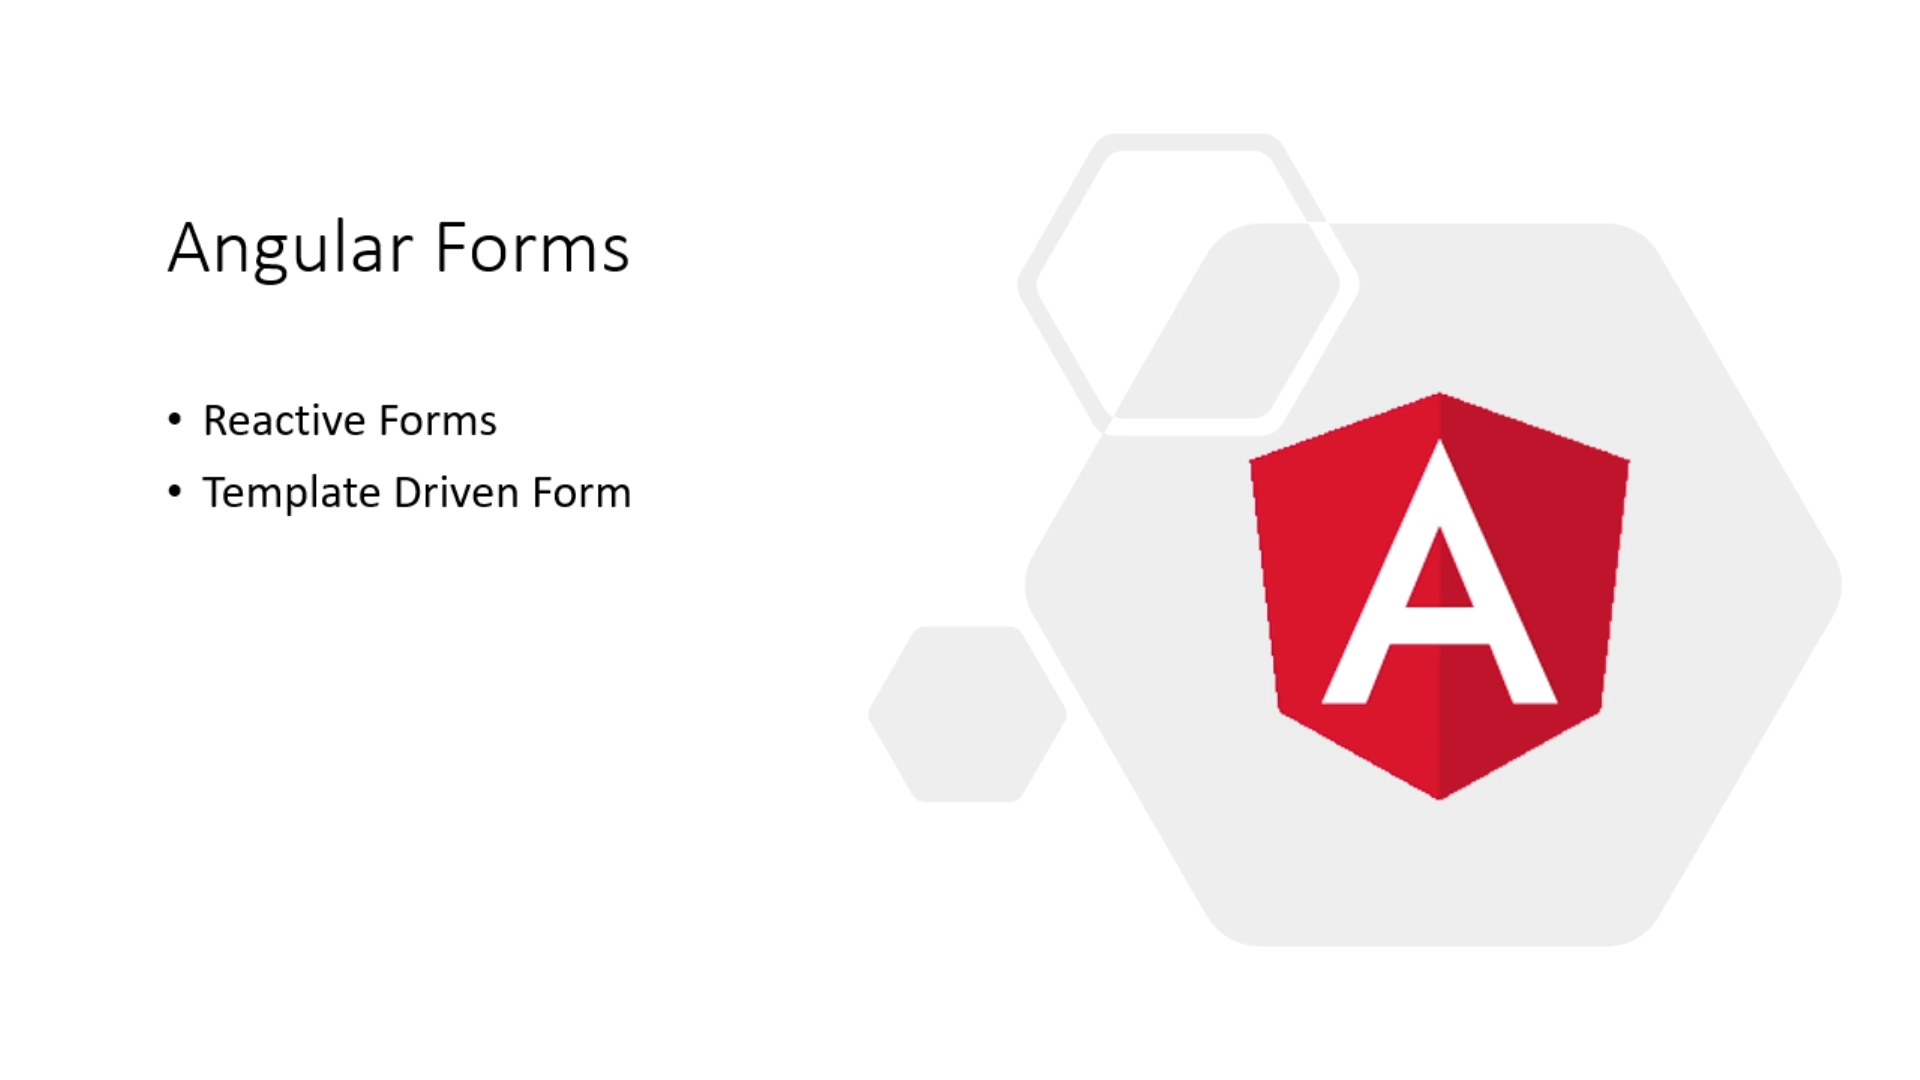 Angular Forms
• Reactive Forms
• Template Driven Form
A